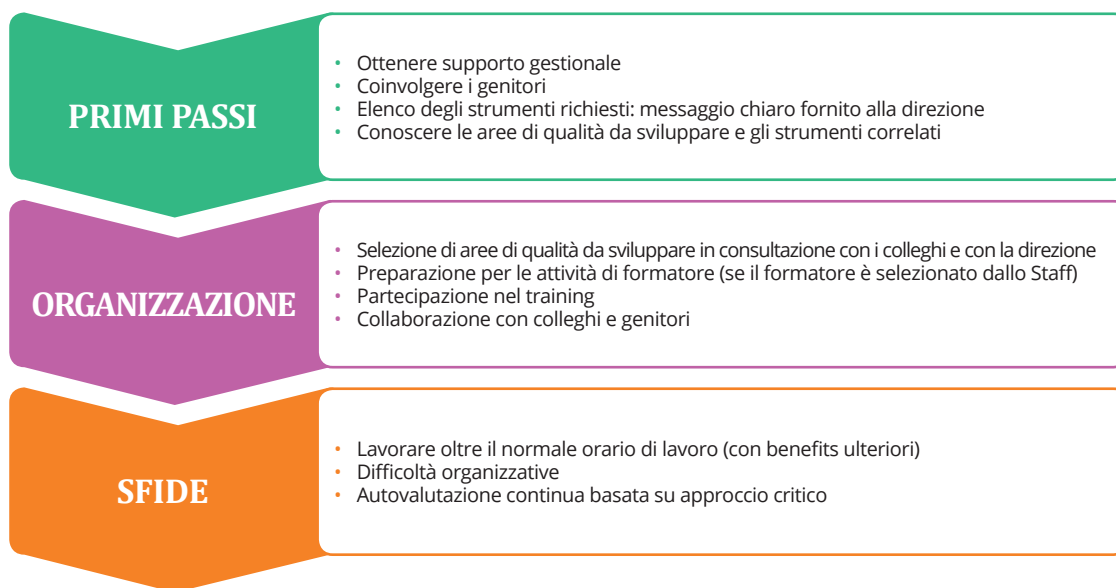 PRIMI PASSI
• Ottenere supporto gestionale
• Coinvolgere i genitori
• Elenco degli strumenti richiesti: messaggio chiaro fornito alla direzione
• Conoscere le aree di qualità da sviluppare e gli strumenti correlati
ORGANIZZAZIONE
• Selezione di aree di qualità da sviluppare in consultazione con i colleghi e con la direzione
• Preparazione per le attività di formatore (se il formatore è selezionato dallo Staff)
• Partecipazione nel training
• Collaborazione con colleghi e genitori
SFIDE
• Lavorare oltre il normale orario di lavoro (con benefits ulteriori)
• Difficoltà organizzative
• Autovalutazione continua basata su approccio critico